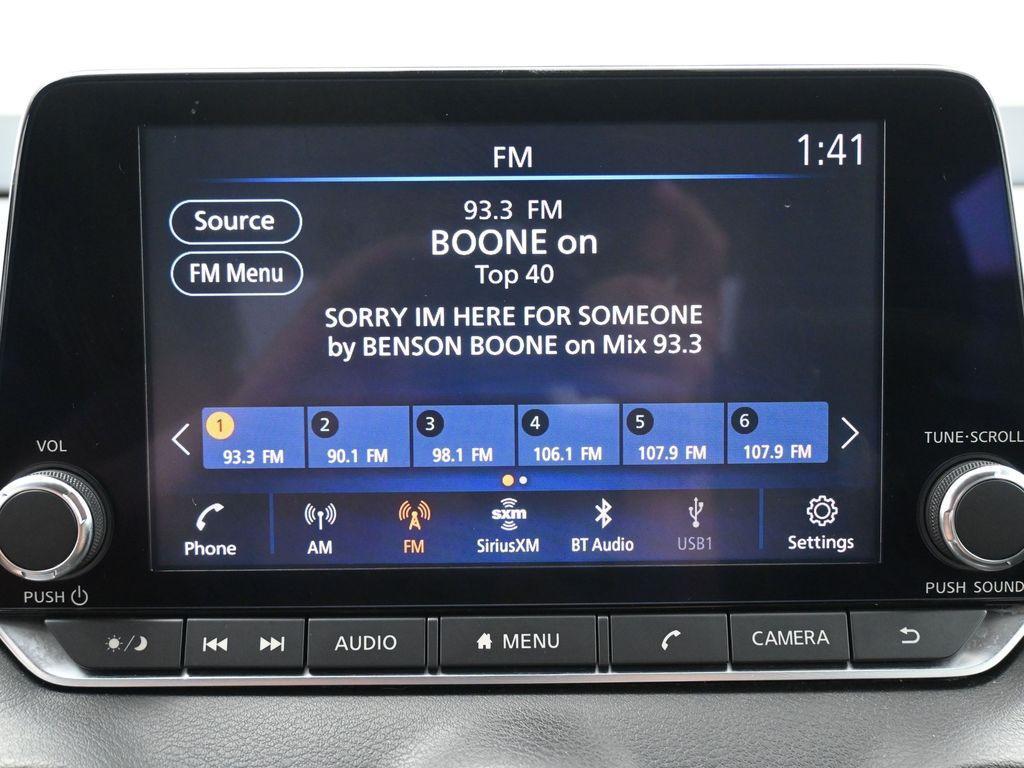 FM
1:41
Source
93.3 FM
BOONE on
FM Menu
Top 40
SORRY IM HERE FOR SOMEONE
by BENSON BOONE on Mix 93.3
1
2
3
4
5
6
93.3 FM
90.1 FM
98.1 FM
106.1 FM
107.9 FM
107.9 FM
VOL
TUNE·SCROLL
sxm
Phone
AM
FM
SiriusXM
BT Audio
USB1
Settings
PUSH
PUSH SOUND
AUDIO
MENU
CAMERA